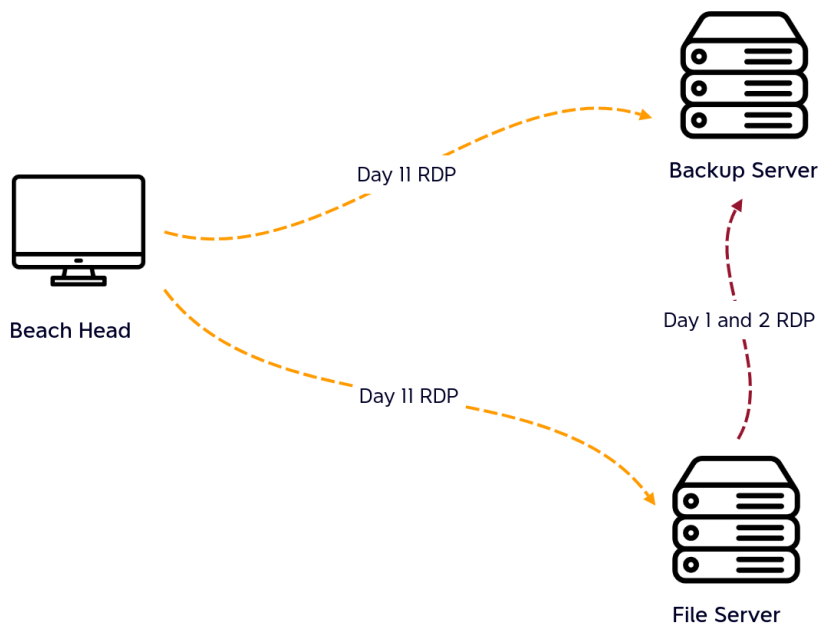 Backup Server
Day 11 RDP
Beach Head
Day 1 and 2 RDP
Day 11 RDP
File Server